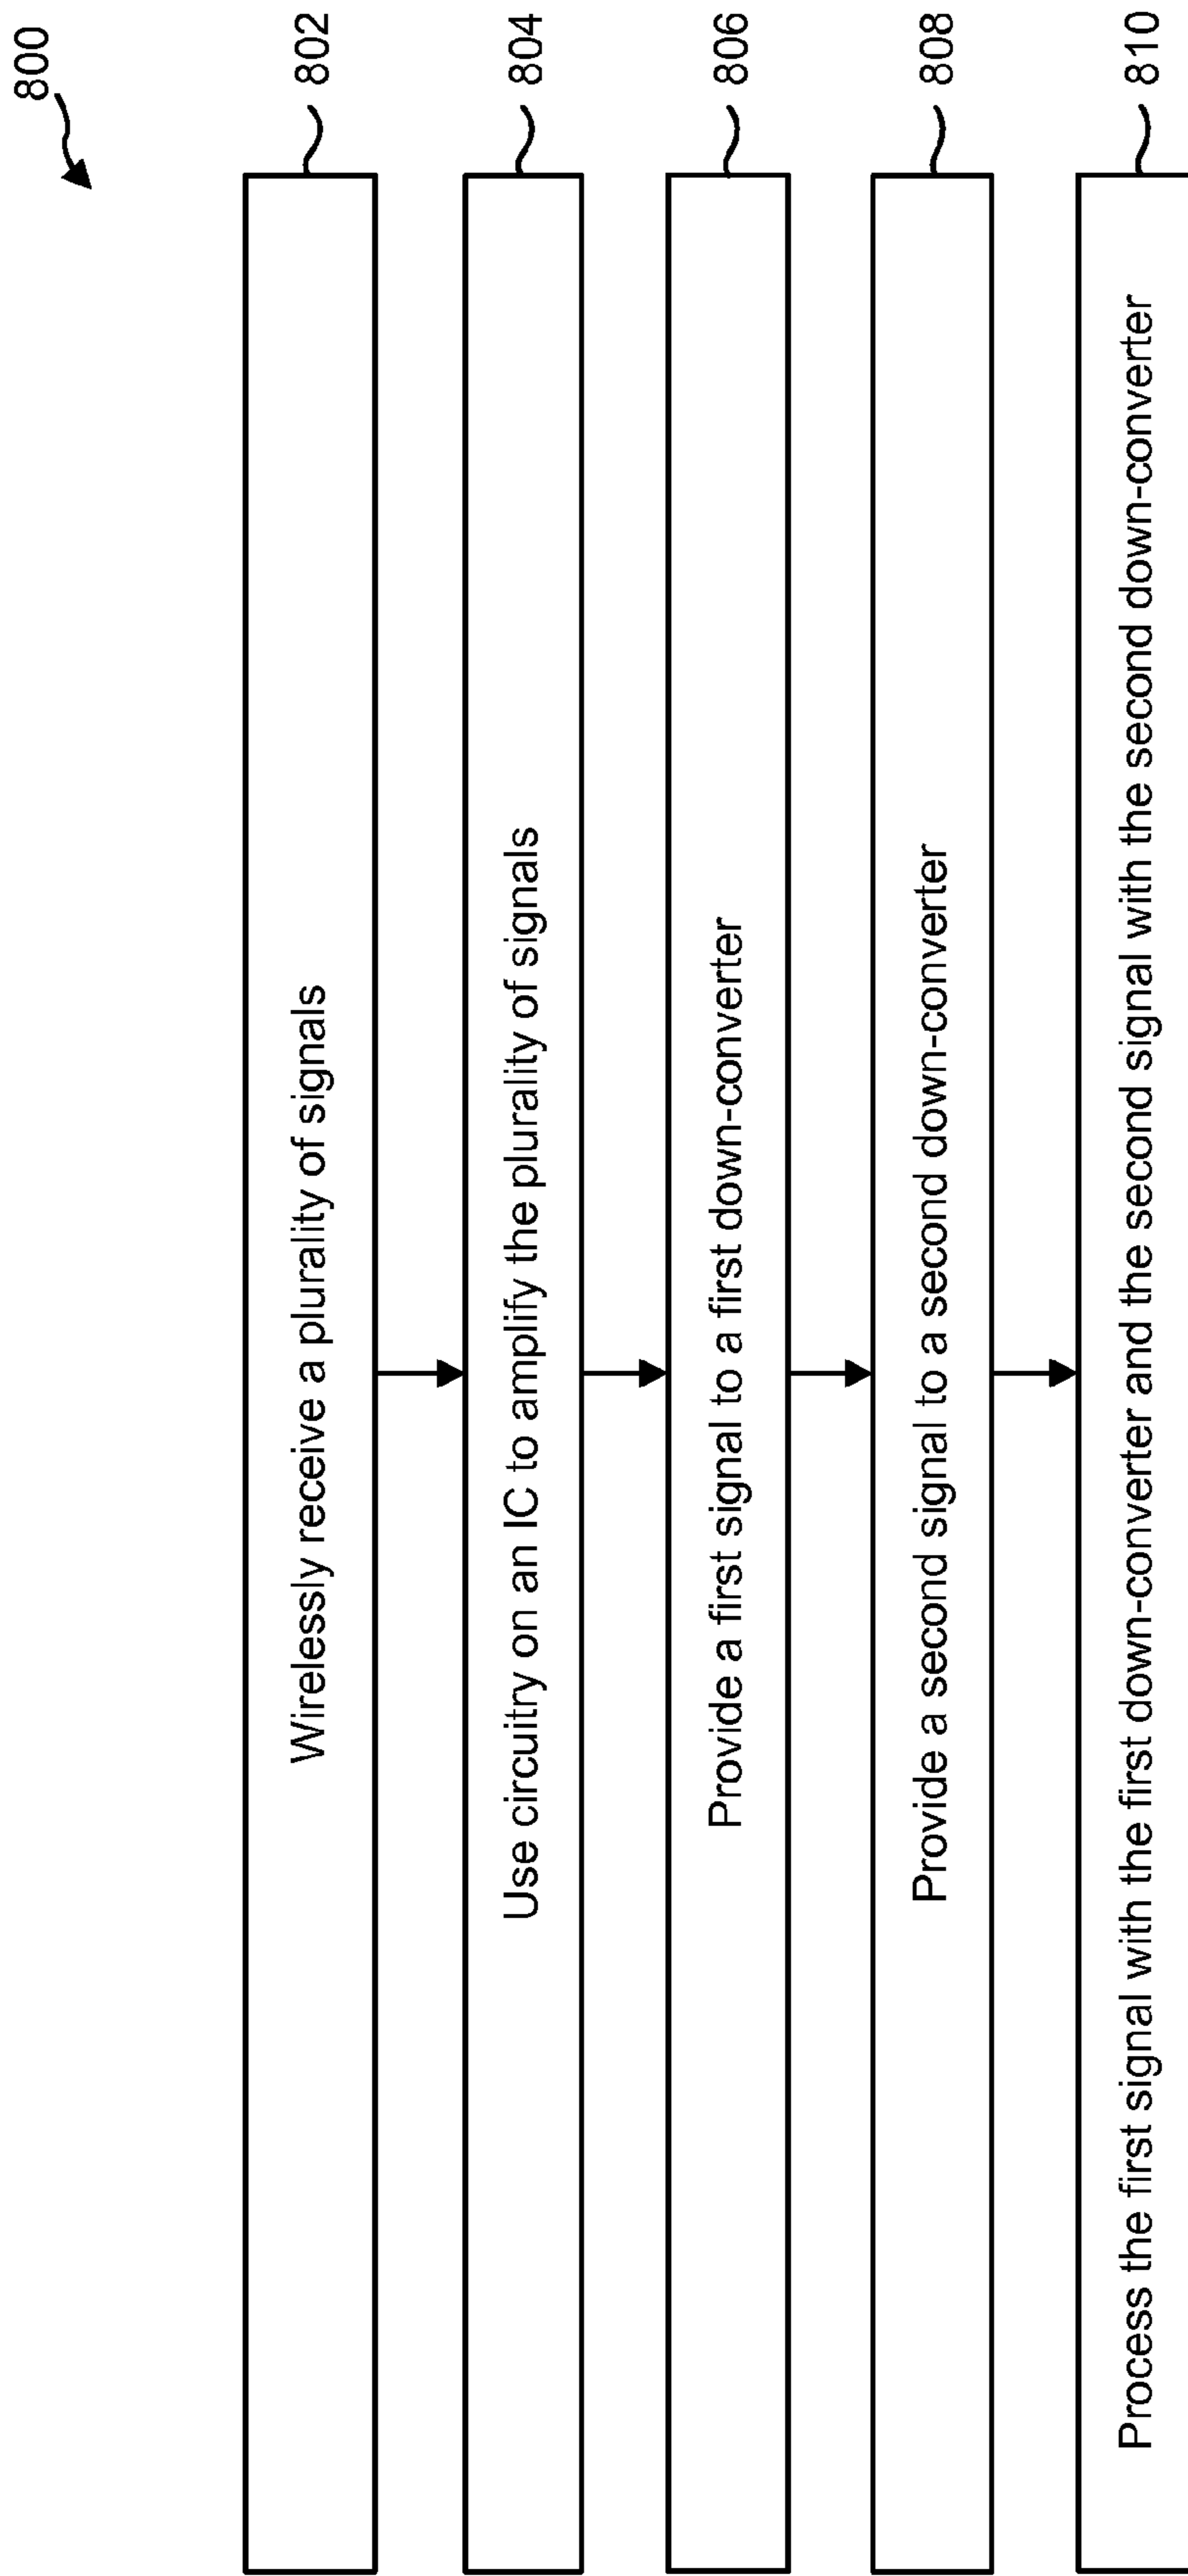 800
Wirelessly receive a plurality of signals
802
Use circuitry on an IC to amplify the plurality of signals
804
Provide a first signal to a first down-converter
806
Provide a second signal to a second down-converter
808
Process the first signal with the first down-converter and the second signal with the second down-converter
810